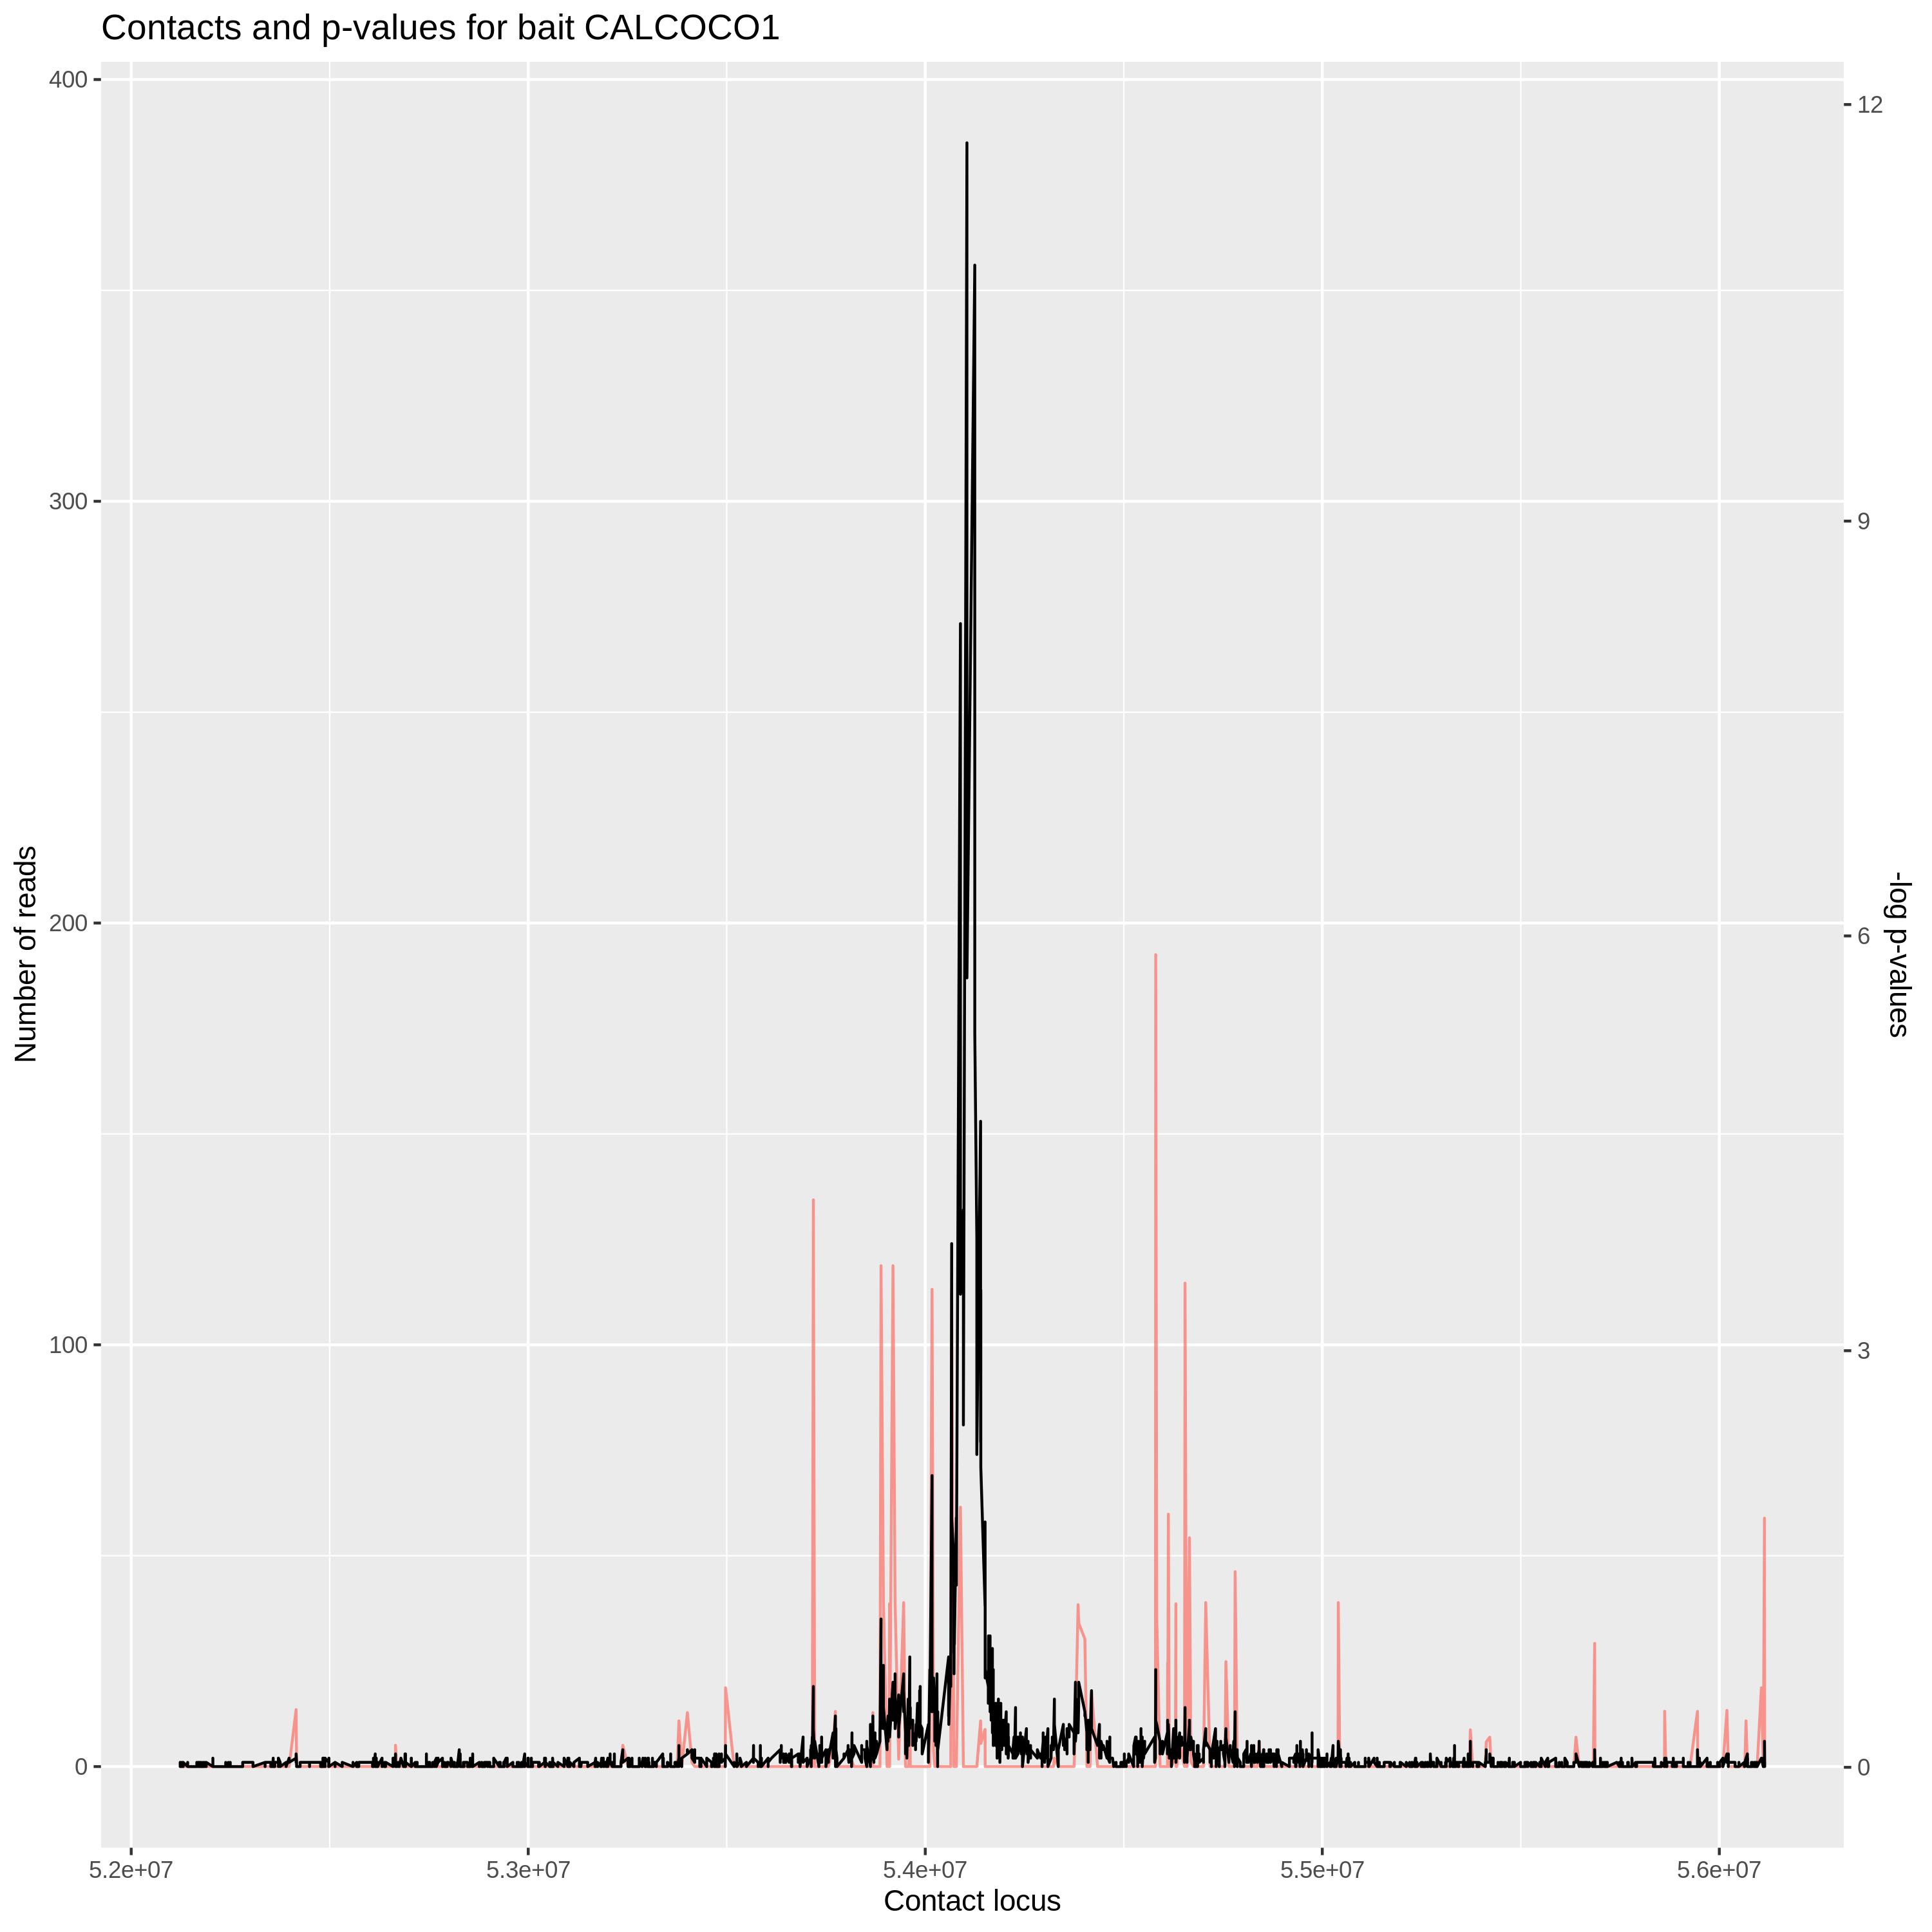 Contacts and p-values for bait CALCOCO1
400
300
200
100
0
12
9
6
3
0
Number of reads
-log p-values
5.2e+07
5.3e+07
5.4e+07
5.5e+07
5.6e+07
Contact locus